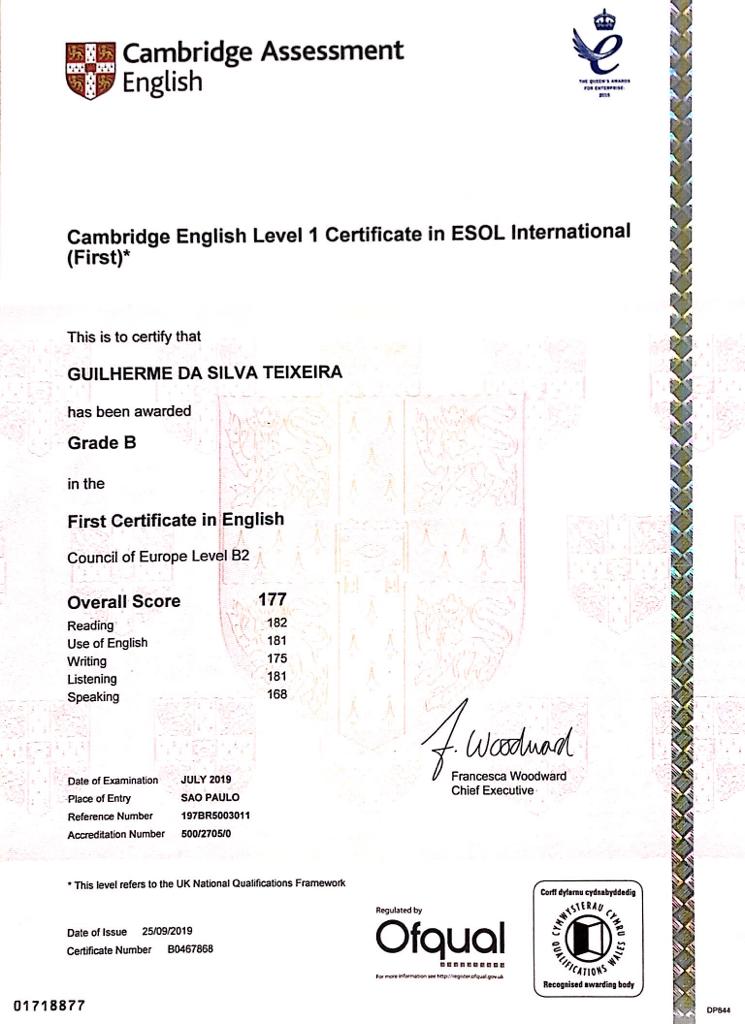 Cambridge Assessment
English
THE QUEEN'S AWARDS
FOR ENTERPRISE:
2015
Cambridge English Level 1 Certificate in ESOL International
(First)*
This is to certify that
GUILHERME DA SILVA TEIXEIRA
has been awarded
Grade B
in the
First Certificate in English
Council of Europe Level B2
Overall Score 177
Reading 182
Use of English 181
Writing 175
Listening 181
Speaking 168
F. Woodward
Francesca Woodward
Chief Executive
Date of Examination JULY 2019
Place of Entry SAO PAULO
Reference Number 197BR5003011
Accreditation Number 500/2705/0
* This level refers to the UK National Qualifications Framework
Date of Issue 25/09/2019
Certificate Number B0467868
Regulated by
Ofqual
For more information see http://register.ofqual.gov.uk
Corff dyfarnu cydnabyddedig
CYMWYSTERAU CYMRU
QUALIFICATIONS WALES
Recognised awarding body
01718877
DP844